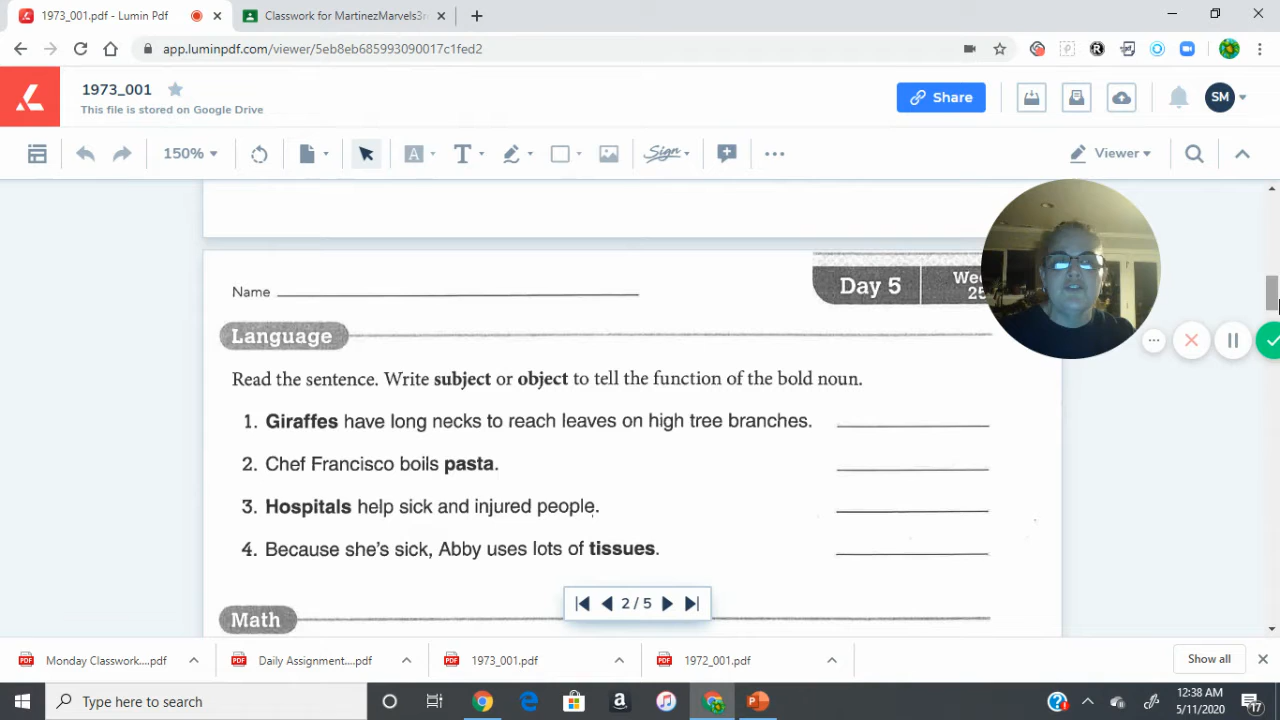 1973_001.pdf - Lumin Pdf
Classwork for MartinezMarvels3r
app.luminpdf.com/viewer/5eb8eb685993090017c1fed2
1973_001
This file is stored on Google Drive
Share
SM
150%
A
T
Sign
Viewer
Name
Day 5
25
Language
Read the sentence. Write subject or object to tell the function of the bold noun.
1. Giraffes have long necks to reach leaves on high tree branches.
2. Chef Francisco boils pasta.
3. Hospitals help sick and injured people.
4. Because she's sick, Abby uses lots of tissues.
2 / 5
Math
Monday Classwork....pdf
Daily Assignment....pdf
1973_001.pdf
1972_001.pdf
Show all
Type here to search
12:38 AM
5/11/2020
17